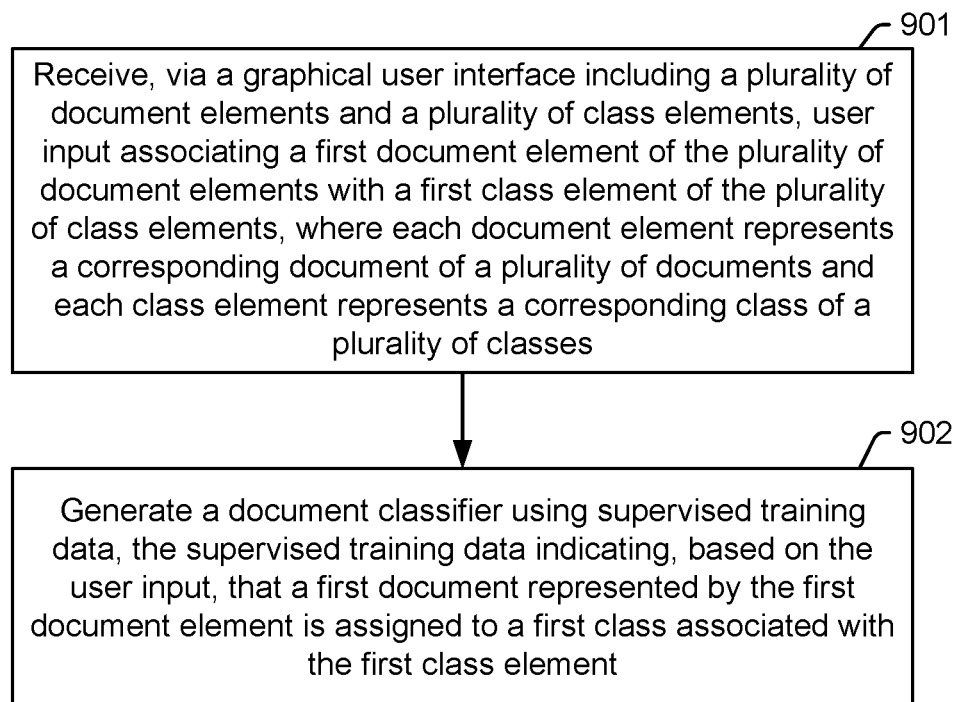 901
Receive, via a graphical user interface including a plurality of
document elements and a plurality of class elements, user
input associating a first document element of the plurality of
document elements with a first class element of the plurality
of class elements, where each document element represents
a corresponding document of a plurality of documents and
each class element represents a corresponding class of a
plurality of classes
902
Generate a document classifier using supervised training
data, the supervised training data indicating, based on the
user input, that a first document represented by the first
document element is assigned to a first class associated with
the first class element